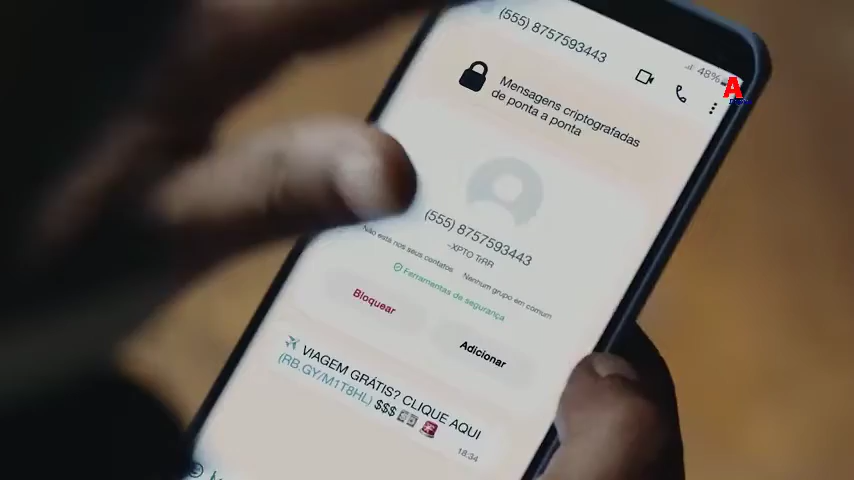 (555) 8757593443
48%
A
Mensagens criptografadas
de ponta a ponta
(555) 8757593443
~XPTO TrRR
Não está nos seus contatos Nenhum grupo em comum
Ferramentas de segurança
Bloquear
Adicionar
VIAGEM GRÁTIS? CLIQUE AQUI
(RB.GY/M1T8HL) $$$
18:34